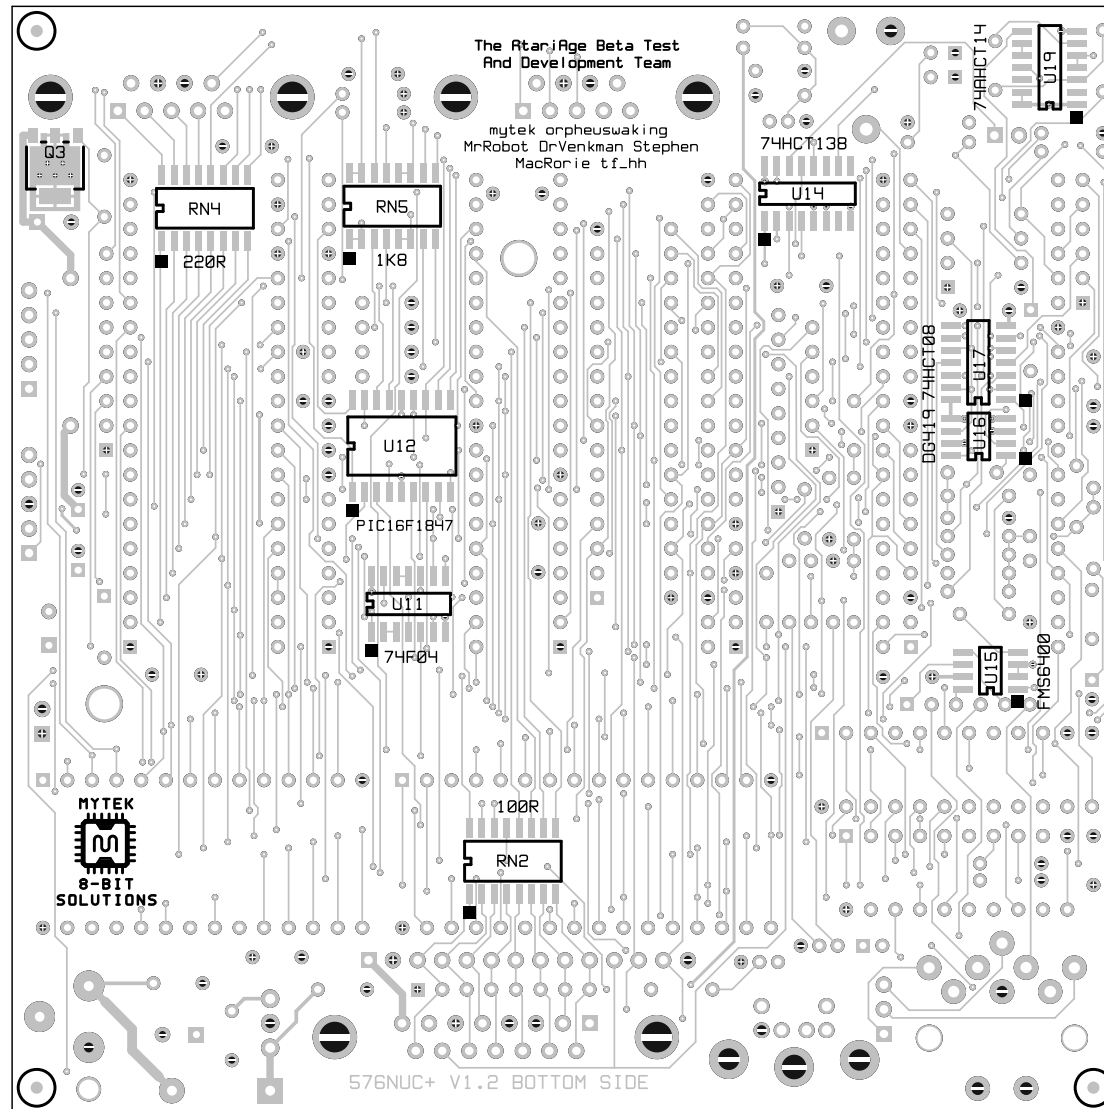 The AtariAge Beta Test
And Development Team
mytek orpheuswaking
MrRobot DrVenkman Stephen
MacRorie tf_hh
74AHCT14
U19
Q3
74HCT138
U14
RN4
220R
RN5
1K8
74HCT08
U17
DG419
U16
U12
PIC16F1847
U11
74F04
U15
FMS6400
100R
RN2
MYTEK
8-BIT
SOLUTIONS
576NUC+ V1.2 BOTTOM SIDE